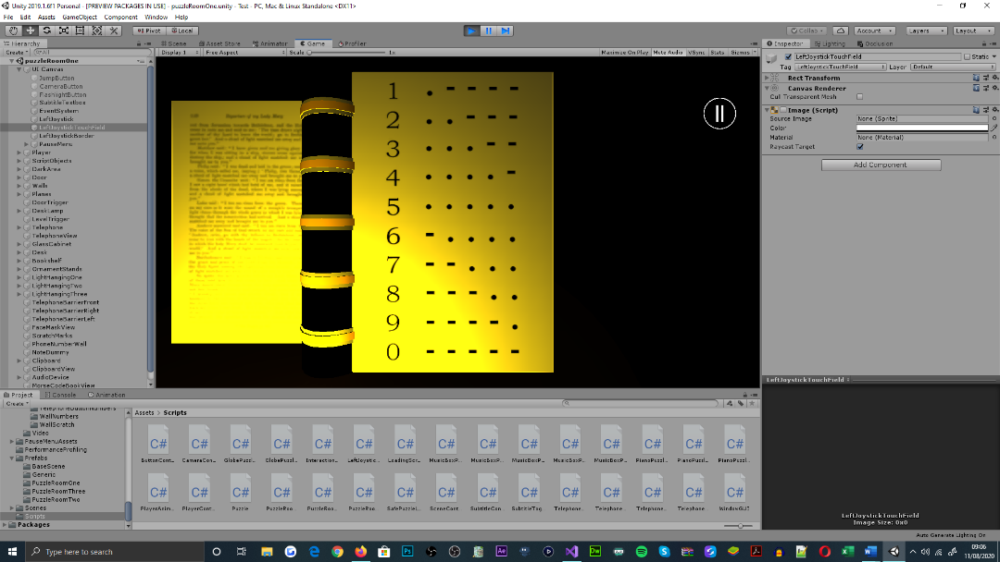 Unity 2019.1.6f1 Personal - [PREVIEW PACKAGES IN USE] - puzzleRoomOne.unity - Test - PC, Mac & Linux Standalone <DX11>
File Edit Assets GameObject Component Window Help
Pivot Local Collab Account Layers Layout
Hierarchy
Create All
puzzleRoomOne
UI Canvas
JumpButton
CameraButton
FlashlightButton
SubtitleTextbox
EventSystem
LeftJoystick
LeftJoystickTouchField
LeftJoystickBorder
PauseMenu
Player
ScriptObjects
DarkArea
Door
Walls
Planes
DoorTrigger
DeskLamp
LevelTrigger
Telephone
TelephoneView
GlassCabinet
Desk
Bookshelf
OrnamentStands
LightHangingOne
LightHangingTwo
LightHangingThree
TelephoneBarrierFront
TelephoneBarrierRight
TelephoneBarrierLeft
FaceMaskView
ScratchMarks
PhoneNumberWall
NoteDummy
Clipboard
ClipboardView
AudioDevice
MorseCodeBookView
Scene Asset Store Animator Game Profiler
Display 1 Free Aspect Scale 1x Maximize On Play Mute Audio VSync Stats Gizmos
1 . - - - -
2 . . - - -
3 . . . - -
4 . . . . -
5 . . . . .
6 - . . . .
7 - - . . .
8 - - - . .
9 - - - - .
0 - - - - -
Inspector Lighting Occlusion
LeftJoystickTouchField Static
Tag LeftJoystickTouchField Layer Default
Rect Transform
Canvas Renderer
Cull Transparent Mesh
Image (Script)
Source Image None (Sprite)
Color
Material None (Material)
Raycast Target
Add Component
LeftJoystickTouchField
LeftJoystickTouchField
Image Size: 0x0
Auto Generate Lighting On
Project Console Animation
Create
TelephoneButtonNumbers
WallNumbers
WallScratch
Video
PauseMenuAssets
PerformanceProfiling
Prefabs
BaseScene
Generic
PuzzleRoomOne
PuzzleRoomThree
PuzzleRoomTwo
Scenes
Scripts
Packages
Assets > Scripts
C# C# C# C# C# C# C# C# C# C# C# C# C# C# C#
ButtonCont... CameraCon... GlobePuzzl... GlobalPuzzl... Interaction... LeftJoystic... LoadingScr... MusicBoxP... MusicBoxP... MusicBoxP... MusicBoxP... MusicBoxP... PianoPuzzl... PianoPuzzl... PianoPuzzl...
C# C# C# C# C# C# C# C# C# C# C# C# C# C# C#
PlayerAnim... PlayerCont... Puzzle PuzzleRoo... PuzzleRoo... PuzzleRoo... PuzzleRoo... SafePuzzle... SceneCont... SubtitleCon... SubtitleTog... Telephone... Telephone... Telephone... Telephone WindowGUI
Type here to search
09:06
11/08/2020